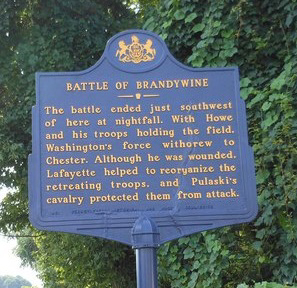 BATTLE OF BRANDYWINE
The battle ended just southwest
of here at nightfall. With Howe
and his troops holding the field,
Washington's force withdrew to
Chester. Although he was wounded,
Lafayette helped to reorganize the
retreating troops, and Pulaski's
cavalry protected them from attack.